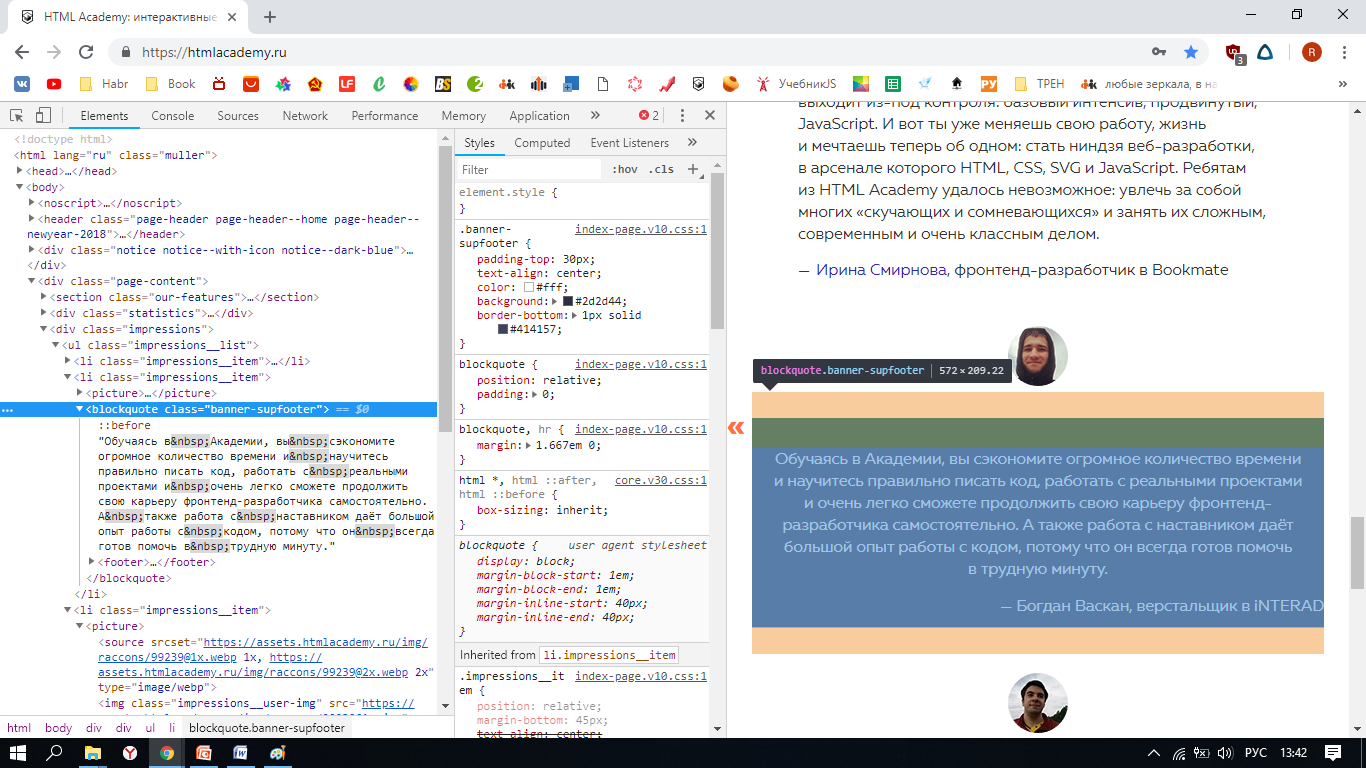 HTML Academy: интерактивные
https://htmlacademy.ru
3
R
Habr
Book
LF
BS
2
УчебникJS
РУ
ТРЕН
любые зеркала, в на
»
Elements
Console
Sources
Network
Performance
Memory
Application
»
2
<!doctype html>
<html lang="ru" class="muller">
<head>…</head>
<body>
<noscript>…</noscript>
<header class="page-header page-header--home page-header--
newyear-2018">…</header>
<div class="notice notice--with-icon notice--dark-blue">…
</div>
<div class="page-content">
<section class="our-features">…</section>
<div class="statistics">…</div>
<div class="impressions">
<ul class="impressions__list">
<li class="impressions__item">…</li>
<li class="impressions__item">
<picture>…</picture>
… <blockquote class="banner-supfooter"> == $0
::before
"Обучаясь в&nbsp;Академии, вы&nbsp;сэкономите
огромное количество времени и&nbsp;научитесь
правильно писать код, работать с&nbsp;реальными
проектами и&nbsp;очень легко сможете продолжить
свою карьеру фронтенд-разработчика самостоятельно.
А&nbsp;также работа с&nbsp;наставником даёт большой
опыт работы с&nbsp;кодом, потому что он&nbsp;всегда
готов помочь в&nbsp;трудную минуту."
<footer>…</footer>
</blockquote>
</li>
<li class="impressions__item">
<picture>
<source srcset="https://assets.htmlacademy.ru/img/
raccons/99239@1x.webp 1x, https://
assets.htmlacademy.ru/img/raccons/99239@2x.webp 2x"
type="image/webp">
<img class="impressions__user-img" src="https://
html body div div ul li blockquote.banner-supfooter
Styles
Computed
Event Listeners
»
Filter
:hov .cls +
element.style {
}
.banner- index-page.v10.css:1
supfooter {
padding-top: 30px;
text-align: center;
color: #fff;
background: #2d2d44;
border-bottom: 1px solid
#414157;
}
blockquote { index-page.v10.css:1
position: relative;
padding: 0;
}
blockquote, hr { index-page.v10.css:1
margin: 1.667em 0;
}
html *, html ::after, core.v30.css:1
html ::before {
box-sizing: inherit;
}
blockquote { user agent stylesheet
display: block;
margin-block-start: 1em;
margin-block-end: 1em;
margin-inline-start: 40px;
margin-inline-end: 40px;
}
Inherited from li.impressions__item
.impressions__it index-page.v10.css:1
em {
position: relative;
margin-bottom: 45px;
text-align: center;
выходит из-под контроля: базовый интенсив, продвинутый,
JavaScript. И вот ты уже меняешь свою работу, жизнь
и мечтаешь теперь об одном: стать ниндзя веб-разработки,
в арсенале которого HTML, CSS, SVG и JavaScript. Ребятам
из HTML Academy удалось невозможное: увлечь за собой
многих «скучающих и сомневающихся» и занять их сложным,
современным и очень классным делом.
— Ирина Смирнова, фронтенд-разработчик в Bookmate
blockquote.banner-supfooter 572 × 209.22
«
Обучаясь в Академии, вы сэкономите огромное количество времени
и научитесь правильно писать код, работать с реальными проектами
и очень легко сможете продолжить свою карьеру фронтенд-
разработчика самостоятельно. А также работа с наставником даёт
большой опыт работы с кодом, потому что он всегда готов помочь
в трудную минуту.
— Богдан Васкан, верстальщик в iNTERAD
РУС
13:42